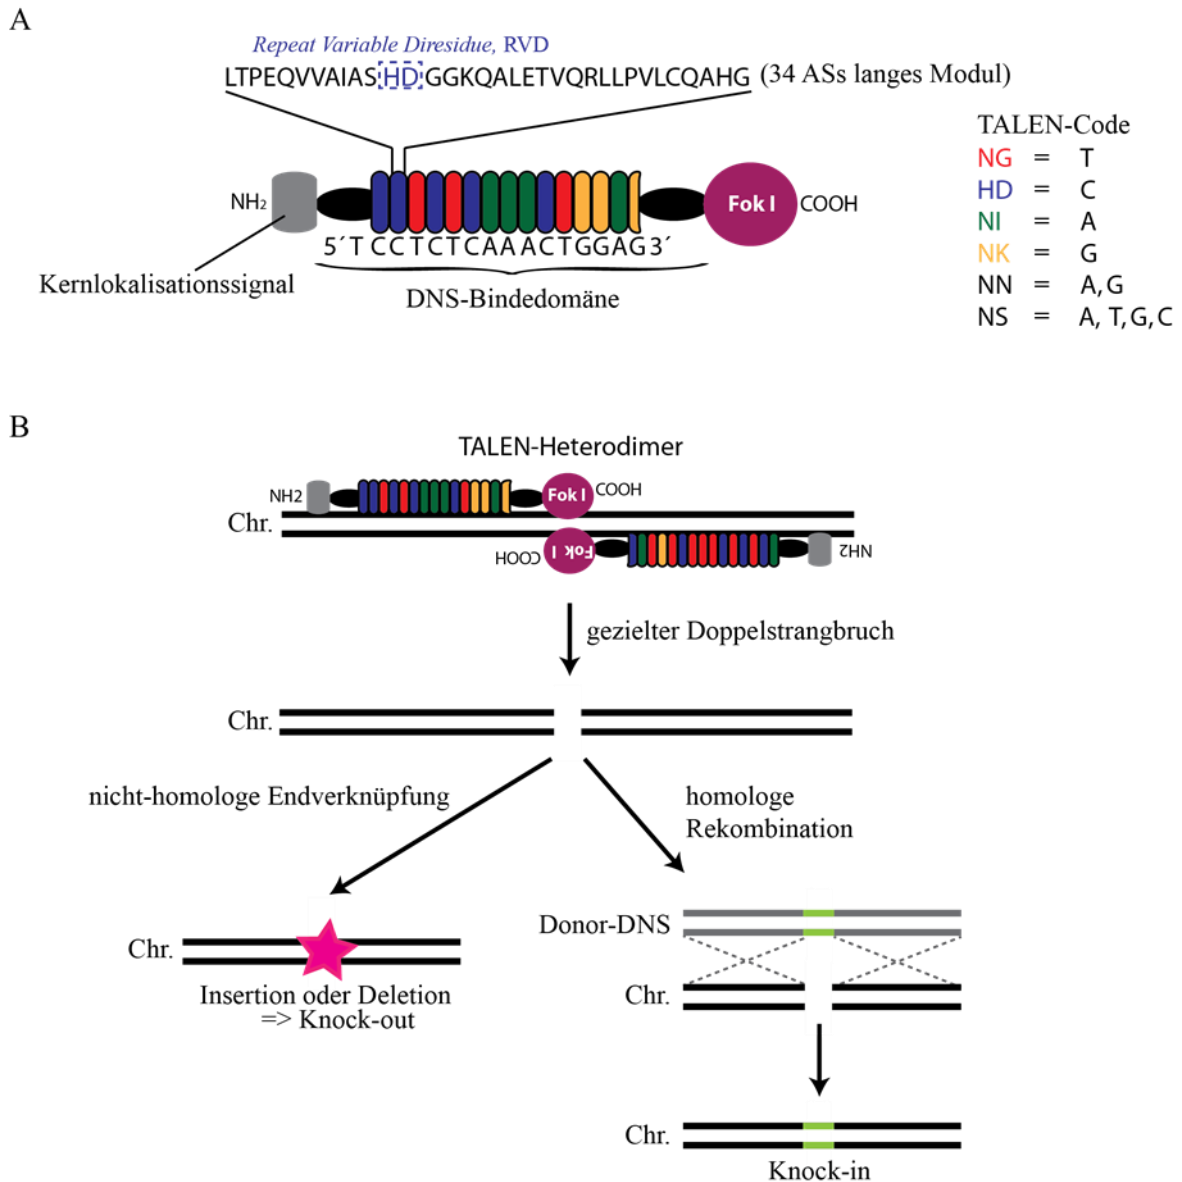 A
Repeat Variable Diresidue, RVD
LTPEQVVAIASHDGGKQALETVQRLLPVLCQAHG (34 ASs langes Modul)
NH2
Fok I
COOH
5´ T C C T C T C A A A C T G G A G 3´
Kernlokalisationssignal
DNS-Bindedomäne
TALEN-Code
NG = T
HD = C
NI = A
NK = G
NN = A, G
NS = A, T, G, C
B
TALEN-Heterodimer
NH2
Fok I
COOH
Chr.
COOH
Fok I
NH2
gezielter Doppelstrangbruch
Chr.
nicht-homologe Endverknüpfung
homologe
Rekombination
Donor-DNS
Chr.
Chr.
Insertion oder Deletion
=> Knock-out
Chr.
Knock-in